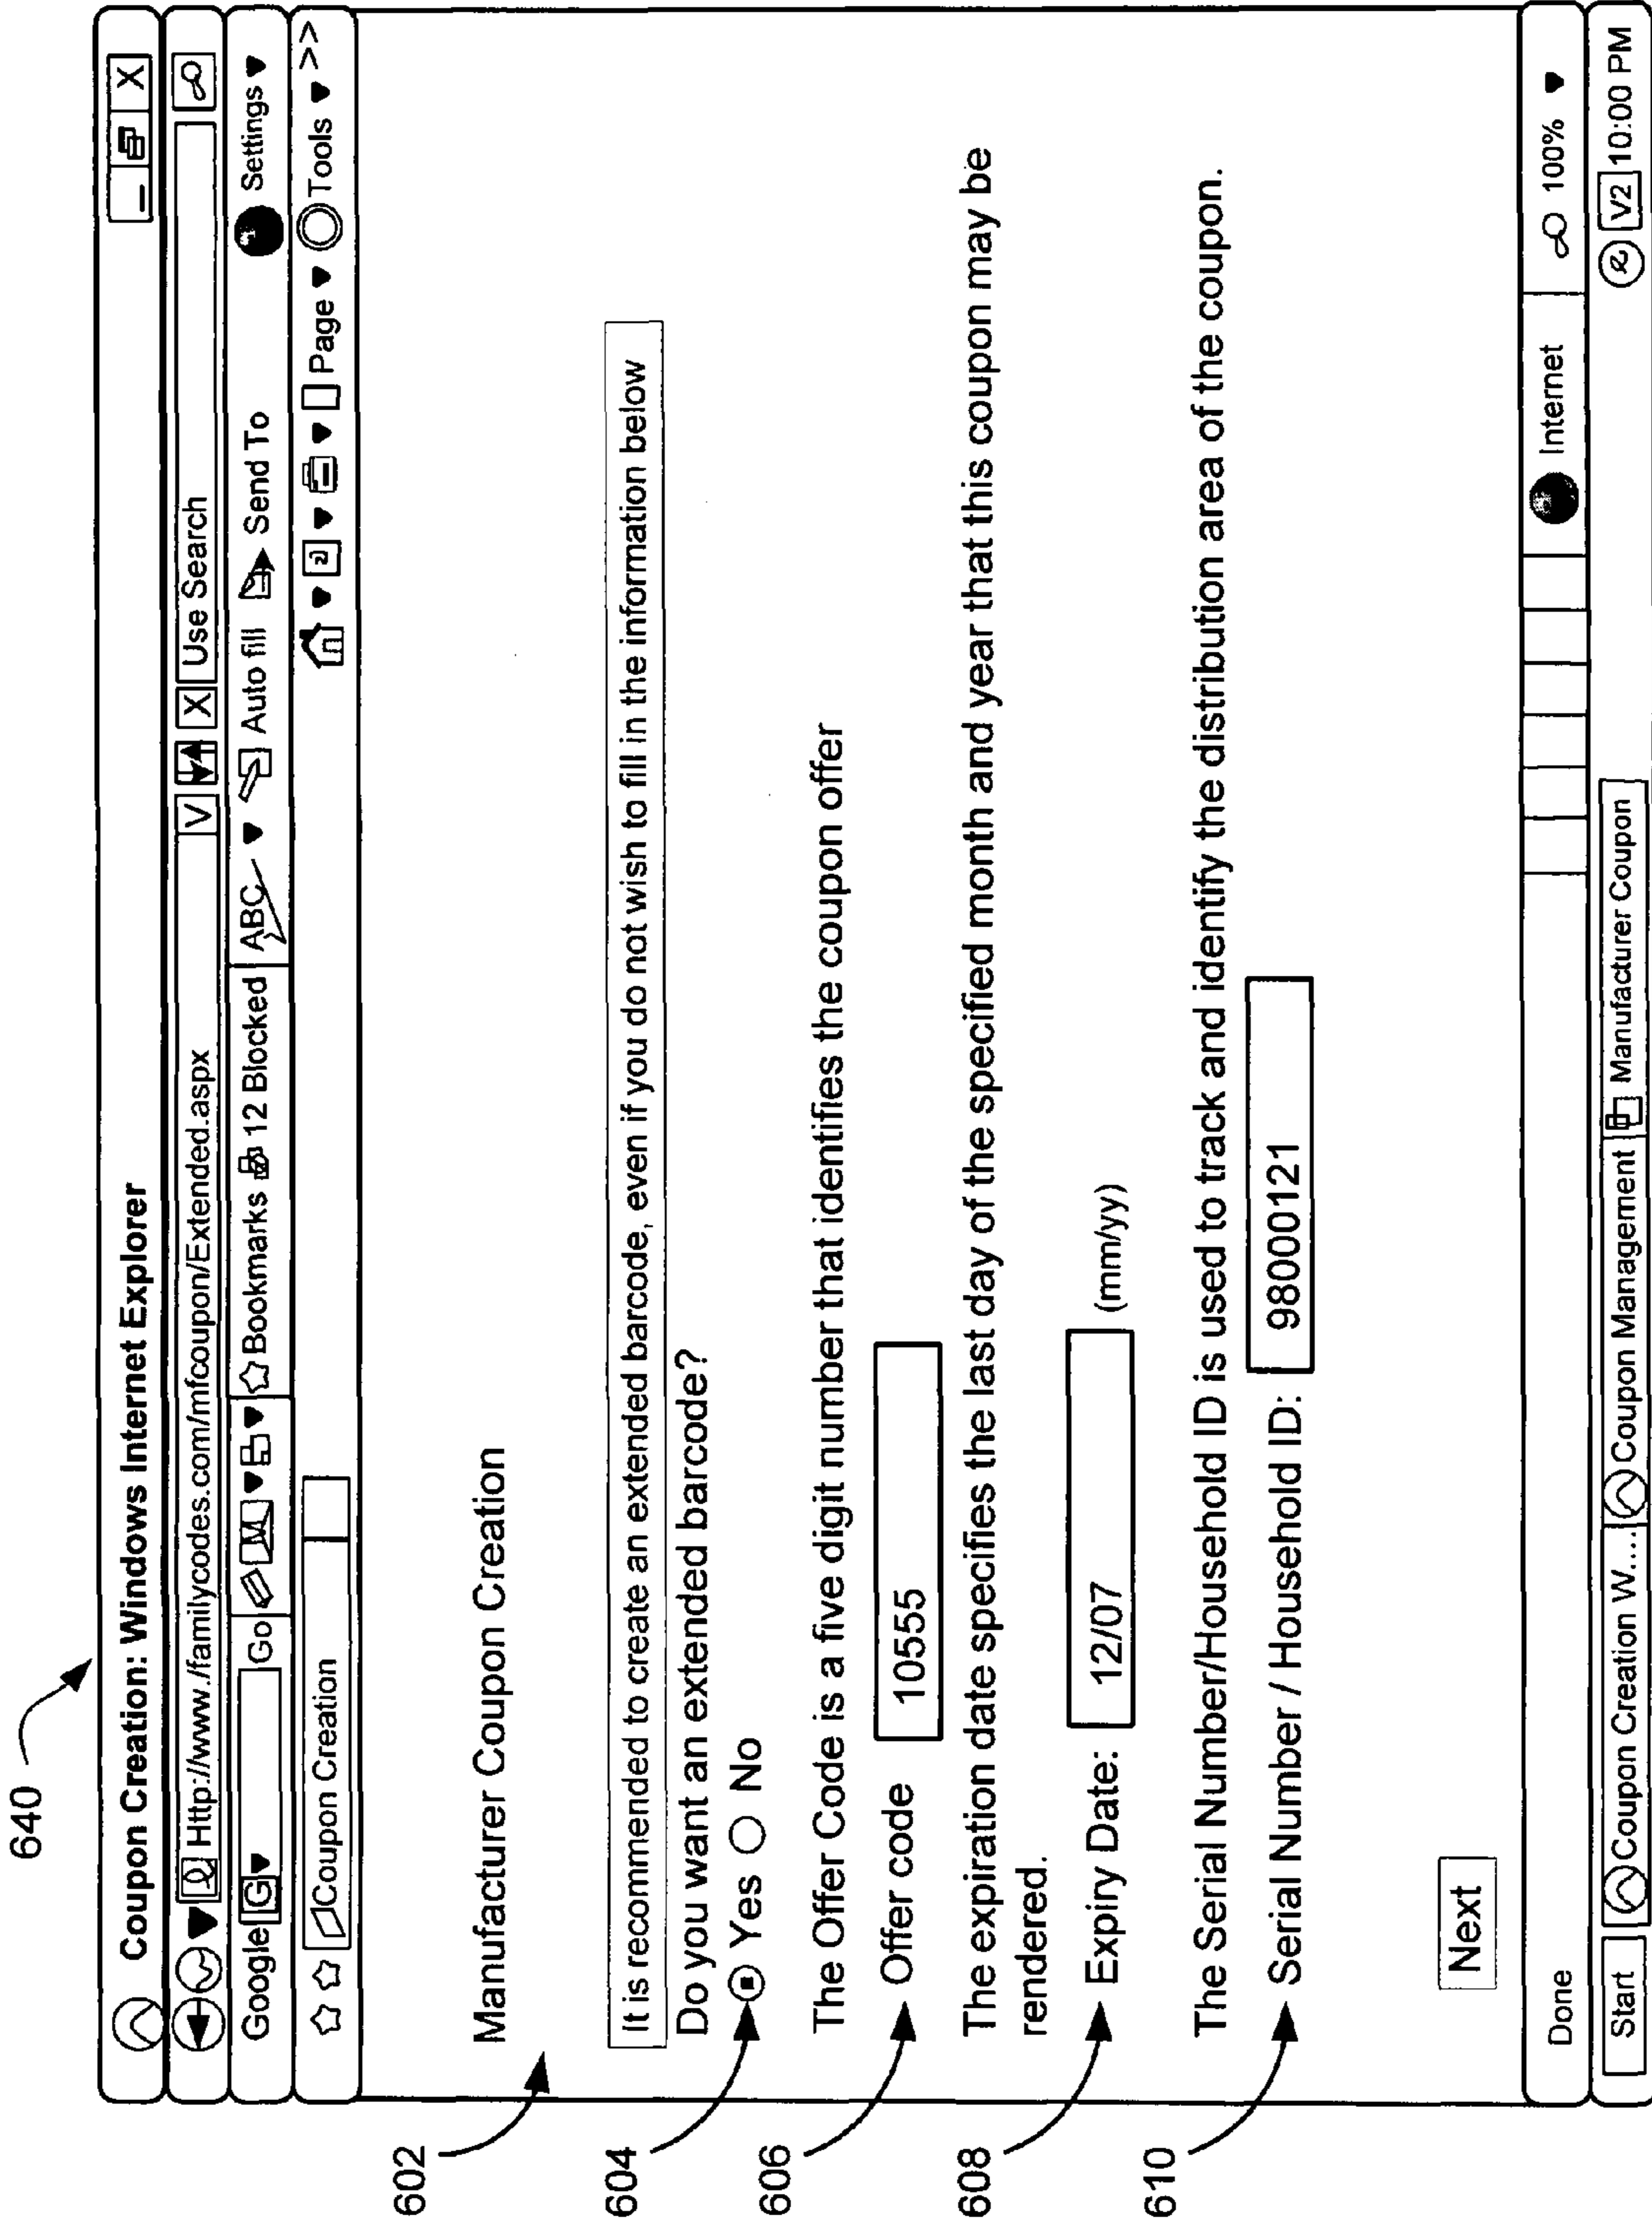 640
Coupon Creation: Windows Internet Explorer _ X
Http://www./familycodes.com/mfcoupon/Extended.aspx V X Use Search
Google G Go M Bookmarks 12 Blocked ABC Auto fill Send To Settings
Coupon Creation Page Tools >>
602
Manufacturer Coupon Creation
It is recommended to create an extended barcode, even if you do not wish to fill in the information below
Do you want an extended barcode?
604 Yes No
The Offer Code is a five digit number that identifies the coupon offer
606 Offer code 10555
The expiration date specifies the last day of the specified month and year that this coupon may be
rendered.
608 Expiry Date: 12/07 (mm/yy)
The Serial Number/Household ID is used to track and identify the distribution area of the coupon.
610 Serial Number / Household ID: 98000121
Next
Done Internet 100%
Start Coupon Creation W.... Coupon Management Manufacturer Coupon V2 10:00 PM